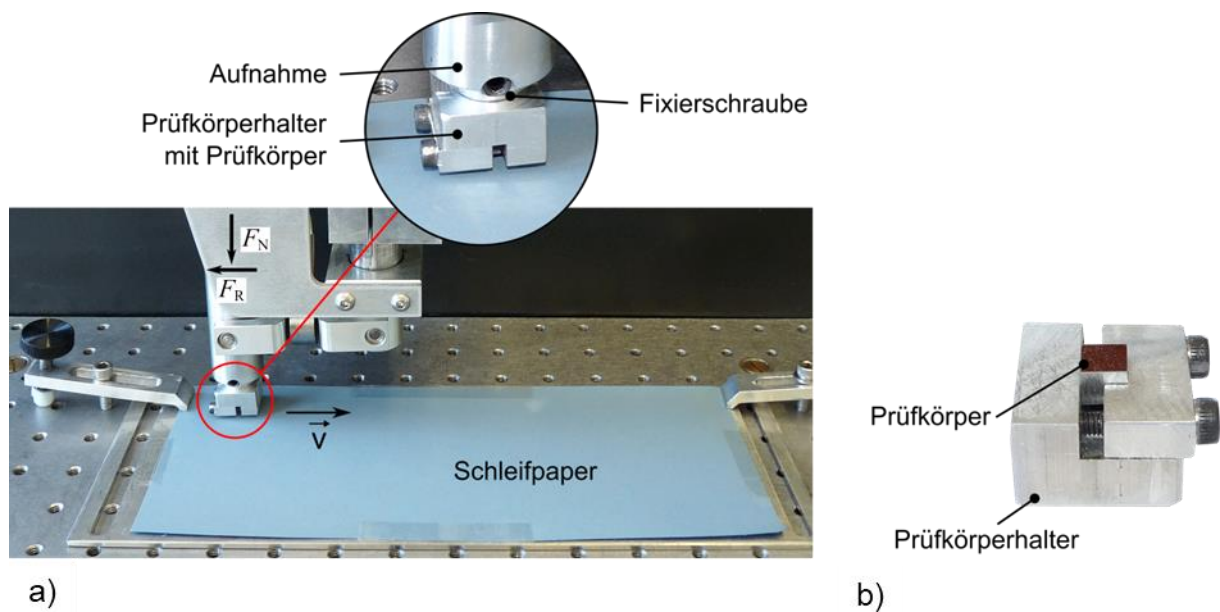 Aufnahme
Prüfkörperhalter
mit Prüfkörper
Fixierschraube
F_N
F_R
v
Schleifpaper
a)
Prüfkörper
Prüfkörperhalter
b)